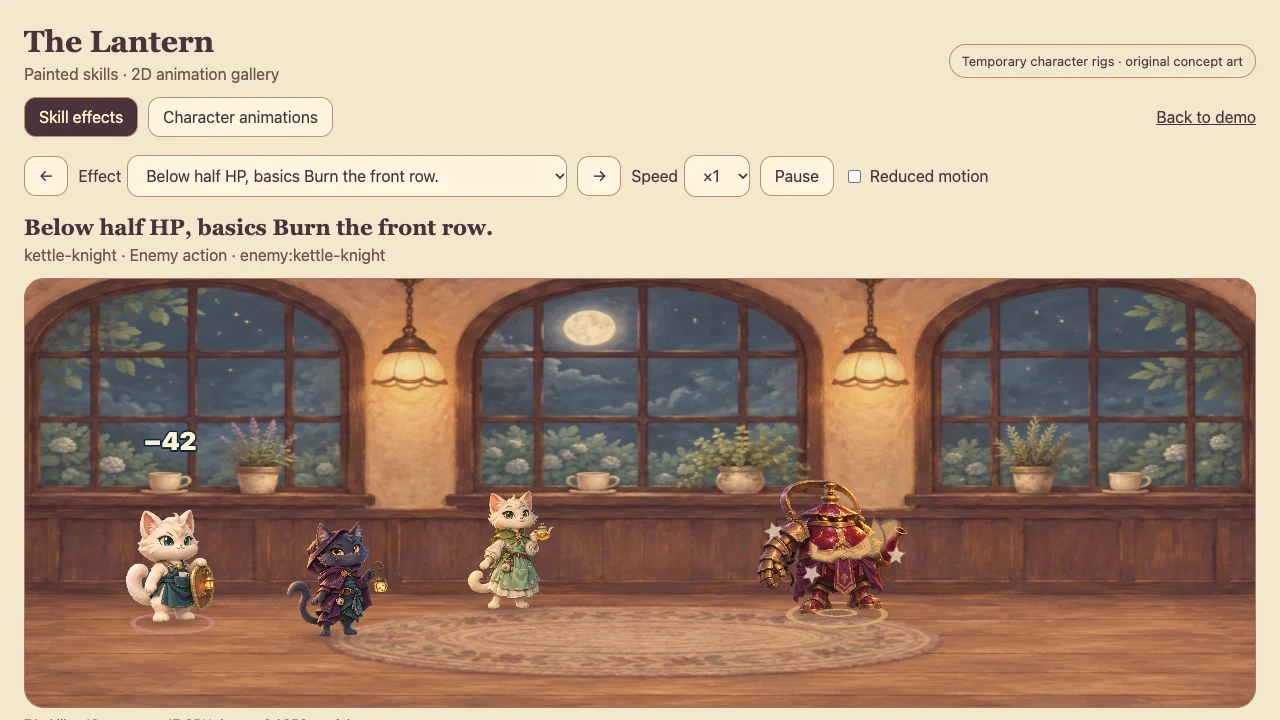 The Lantern
Painted skills · 2D animation gallery
Temporary character rigs · original concept art
Skill effects
Character animations
Back to demo
←
Effect
Below half HP, basics Burn the front row.
→
Speed
×1
Pause
Reduced motion
Below half HP, basics Burn the front row.
kettle-knight · Enemy action · enemy:kettle-knight
−42